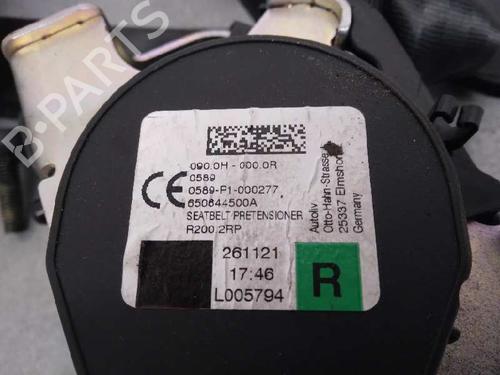 B-PARTS
090.0H - 000.0R
0589
CE
0589-P1-000277
650844500A
SEATBELT PRETENSIONER
R200.2RP
Autoliv
Otto-Hahn-Strasse
25337 Elmshorn
Germany
261121
17:46
L005794
R